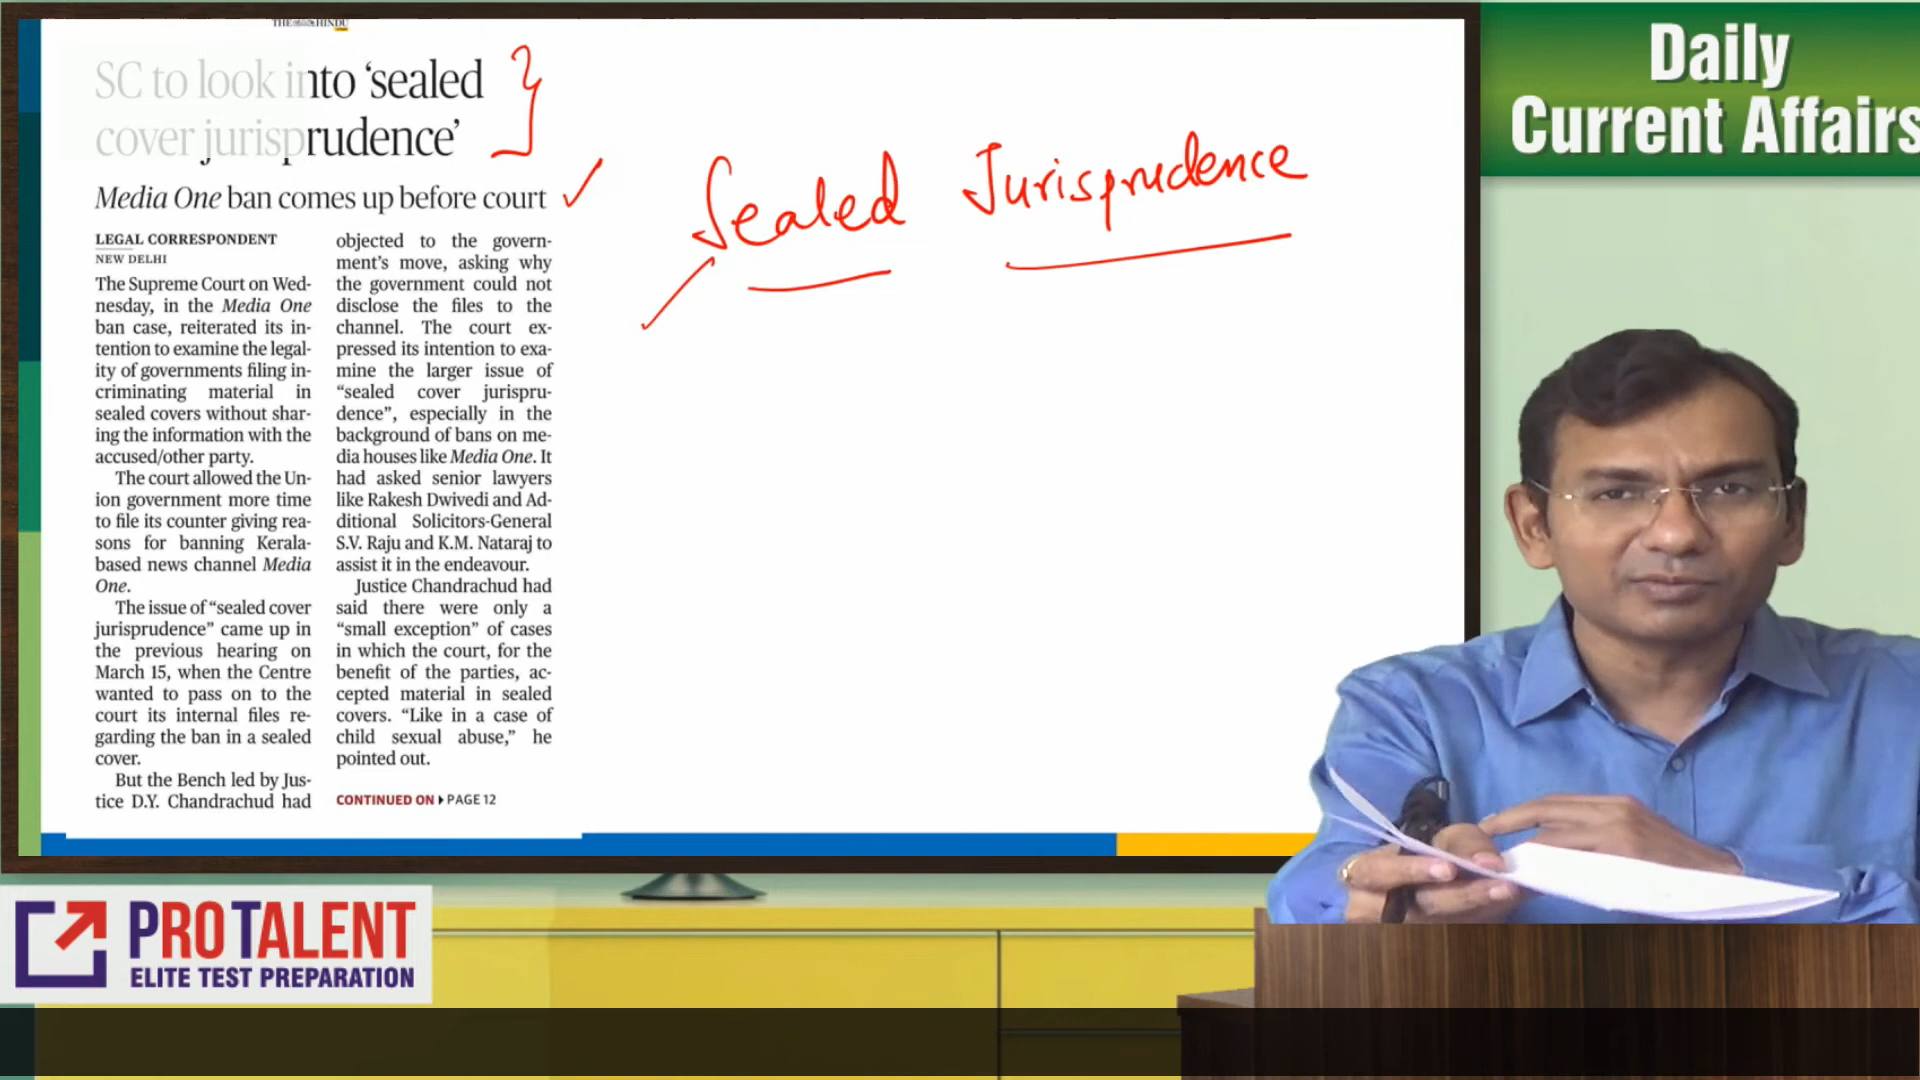 THE HINDU
SC to look into ‘sealed
cover jurisprudence’
Media One ban comes up before court
LEGAL CORRESPONDENT
NEW DELHI
The Supreme Court on Wed-
nesday, in the Media One
ban case, reiterated its in-
tention to examine the legal-
ity of governments filing in-
criminating material in
sealed covers without shar-
ing the information with the
accused/other party.
The court allowed the Un-
ion government more time
to file its counter giving rea-
sons for banning Kerala-
based news channel Media
One.
The issue of “sealed cover
jurisprudence” came up in
the previous hearing on
March 15, when the Centre
wanted to pass on to the
court its internal files re-
garding the ban in a sealed
cover.
But the Bench led by Jus-
tice D.Y. Chandrachud had
objected to the govern-
ment’s move, asking why
the government could not
disclose the files to the
channel. The court ex-
pressed its intention to exa-
mine the larger issue of
“sealed cover jurispru-
dence”, especially in the
background of bans on me-
dia houses like Media One. It
had asked senior lawyers
like Rakesh Dwivedi and Ad-
ditional Solicitors-General
S.V. Raju and K.M. Nataraj to
assist it in the endeavour.
Justice Chandrachud had
said there were only a
“small exception” of cases
in which the court, for the
benefit of the parties, ac-
cepted material in sealed
covers. “Like in a case of
child sexual abuse,” he
pointed out.
CONTINUED ON PAGE 12
Sealed Jurisprudence
Daily
Current Affairs
PROTALENT
ELITE TEST PREPARATION